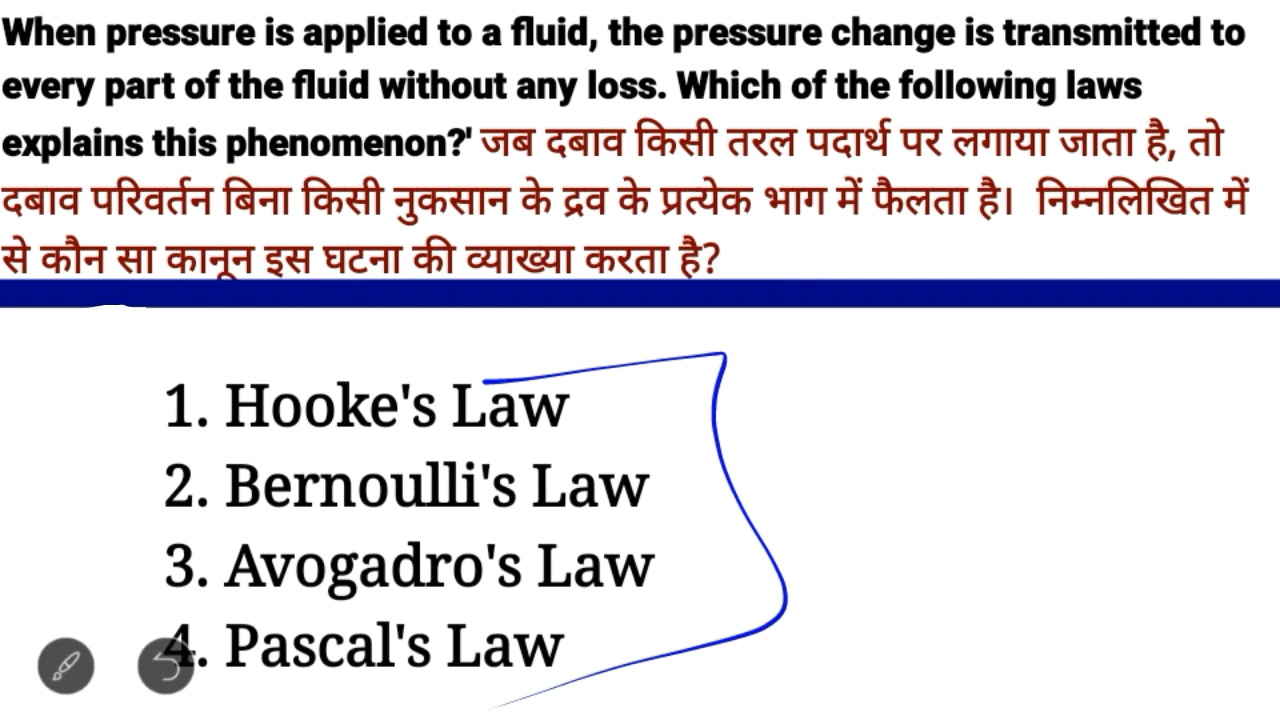 When pressure is applied to a fluid, the pressure change is transmitted to
every part of the fluid without any loss. Which of the following laws
explains this phenomenon?' जब दबाव किसी तरल पदार्थ पर लगाया जाता है, तो
दबाव परिवर्तन बिना किसी नुकसान के द्रव के प्रत्येक भाग में फैलता है। निम्नलिखित में
से कौन सा कानून इस घटना की व्याख्या करता है?
1. Hooke's Law
2. Bernoulli's Law
3. Avogadro's Law
4. Pascal's Law